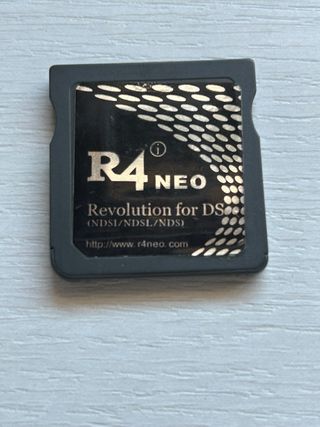 R4 i NEO
Revolution for DS
(NDSI/NDSL/NDS)
http://www.r4neo.com